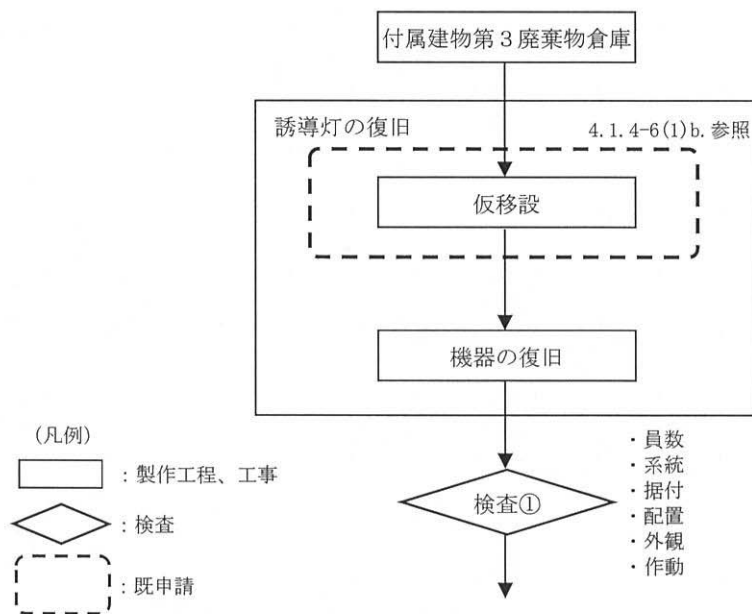 付属建物第３廃棄物倉庫
誘導灯の復旧
4.1.4-6(1)b.参照
仮移設
機器の復旧
検査①
・員数
・系統
・据付
・配置
・外観
・作動
(凡例)
：製作工程、工事
：検査
：既申請